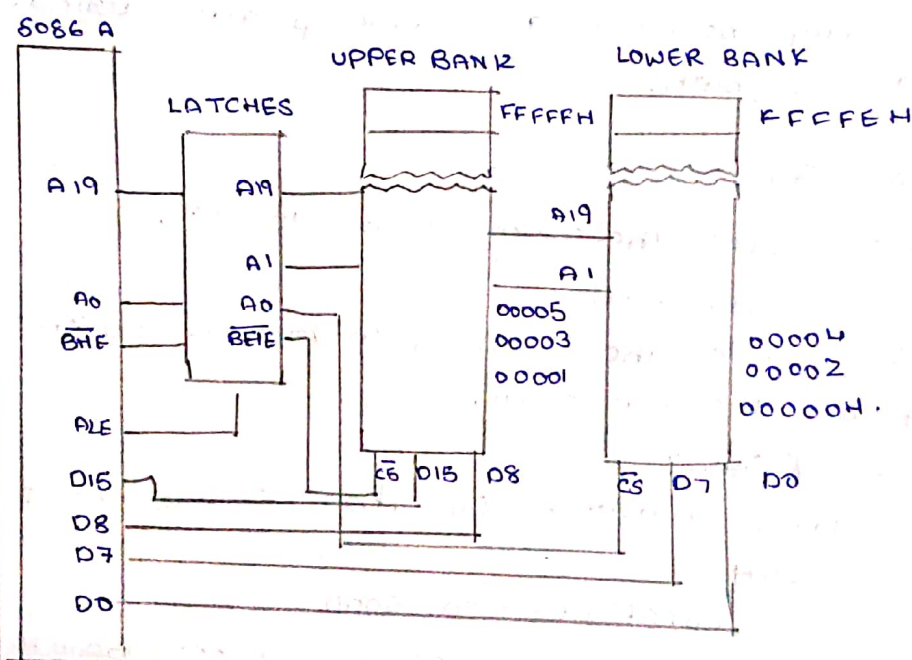 8086 A
UPPER BANK
LOWER BANK
LATCHES
FFFFFH
FFFFEH
A19
A19
A19
A1
A1
A0
A0
BHE
BHE
00005
00003
00001
00004
00002
00000H.
ALE
D15
CS
D15
D8
CS
D7
D0
D8
D7
D0